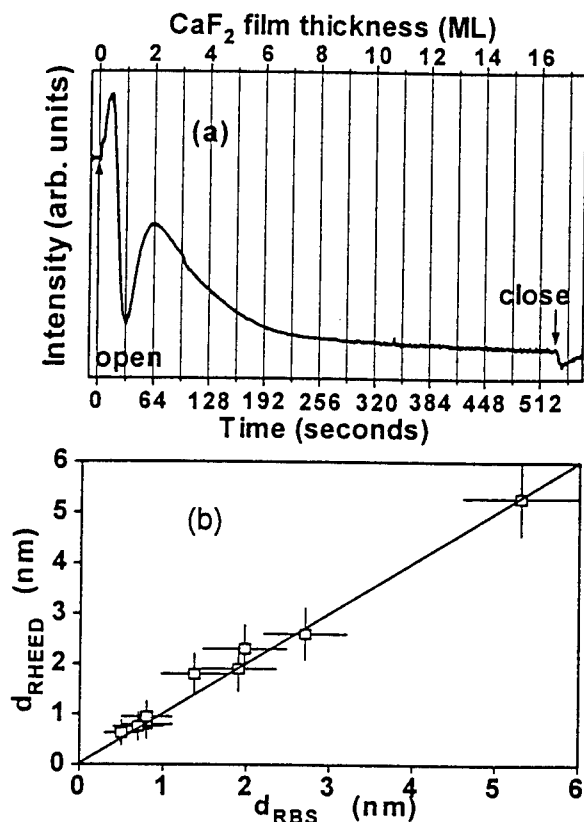 CaF₂ film thickness (ML)
0 2 4 6 8 10 12 14 16
Intensity (arb. units)
(a)
open
close
0 64 128 192 256 320 384 448 512
Time (seconds)
6
5
4
3
2
1
0
d_RHEED (nm)
(b)
0 1 2 3 4 5 6
d_RBS (nm)